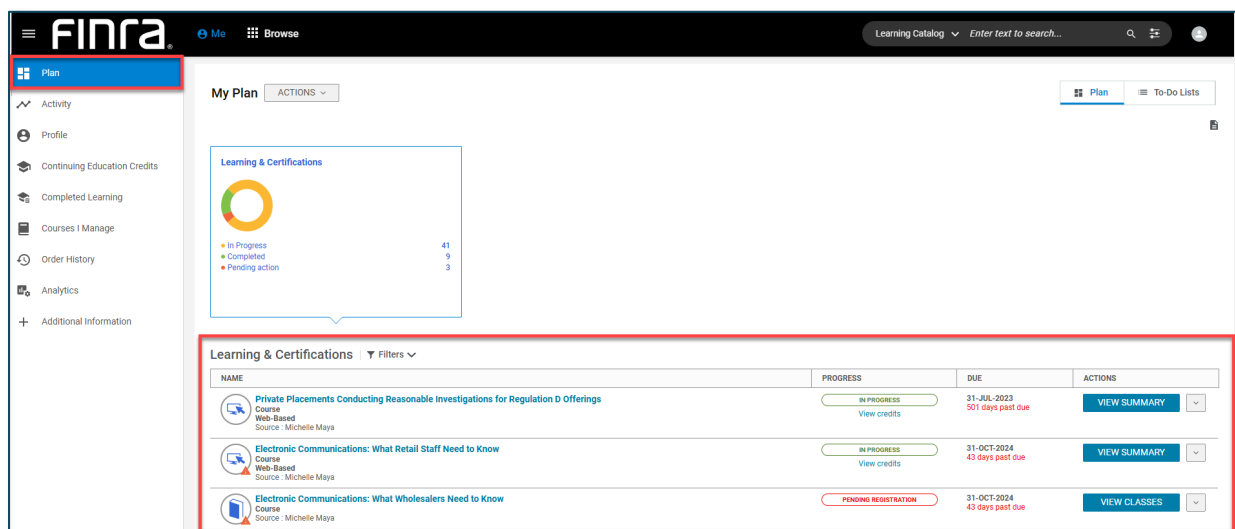 FINRA
Me
Browse
Learning Catalog
Enter text to search...
Plan
Activity
Profile
Continuing Education Credits
Completed Learning
Courses I Manage
Order History
Analytics
Additional Information
My Plan
ACTIONS
Plan
To-Do Lists
Learning & Certifications
In Progress 41
Completed 9
Pending action 3
Learning & Certifications | Filters
NAME PROGRESS DUE ACTIONS
Private Placements Conducting Reasonable Investigations for Regulation D Offerings
Course
Web-Based
Source : Michelle Maya
IN PROGRESS
View credits
31-JUL-2023
501 days past due
VIEW SUMMARY
Electronic Communications: What Retail Staff Need to Know
Course
Web-Based
Source : Michelle Maya
IN PROGRESS
View credits
31-OCT-2024
43 days past due
VIEW SUMMARY
Electronic Communications: What Wholesalers Need to Know
Course
Source : Michelle Maya
PENDING REGISTRATION
31-OCT-2024
43 days past due
VIEW CLASSES